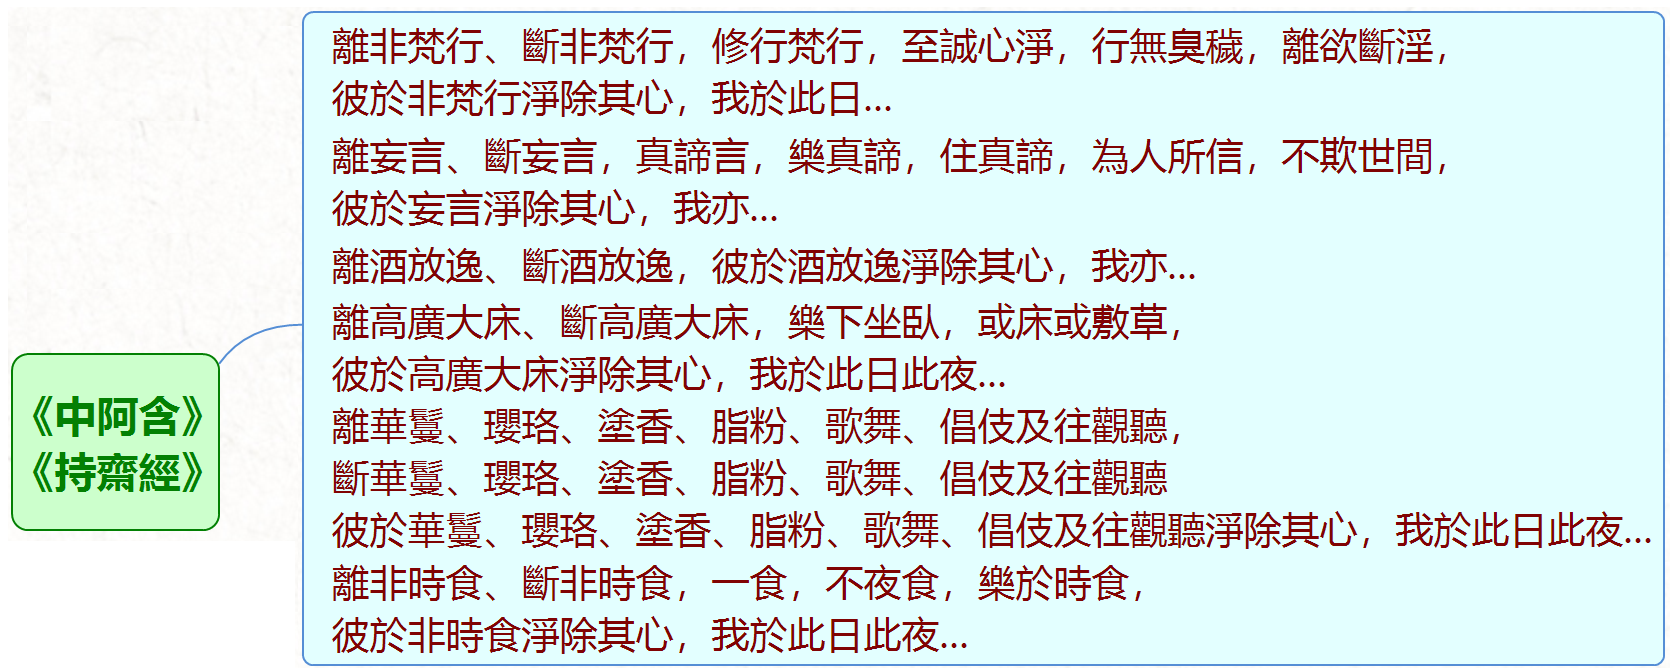 《中阿含》
《持齋經》
離非梵行、斷非梵行，修行梵行，至誠心淨，行無臭穢，離欲斷淫，
彼於非梵行淨除其心，我於此日...
離妄言、斷妄言，真諦言，樂真諦，住真諦，為人所信，不欺世間，
彼於妄言淨除其心，我亦...
離酒放逸、斷酒放逸，彼於酒放逸淨除其心，我亦...
離高廣大床、斷高廣大床，樂下坐臥，或床或敷草，
彼於高廣大床淨除其心，我於此日此夜...
離華鬘、瓔珞、塗香、脂粉、歌舞、倡伎及往觀聽，
斷華鬘、瓔珞、塗香、脂粉、歌舞、倡伎及往觀聽
彼於華鬘、瓔珞、塗香、脂粉、歌舞、倡伎及往觀聽淨除其心，我於此日此夜...
離非時食、斷非時食，一食，不夜食，樂於時食，
彼於非時食淨除其心，我於此日此夜...